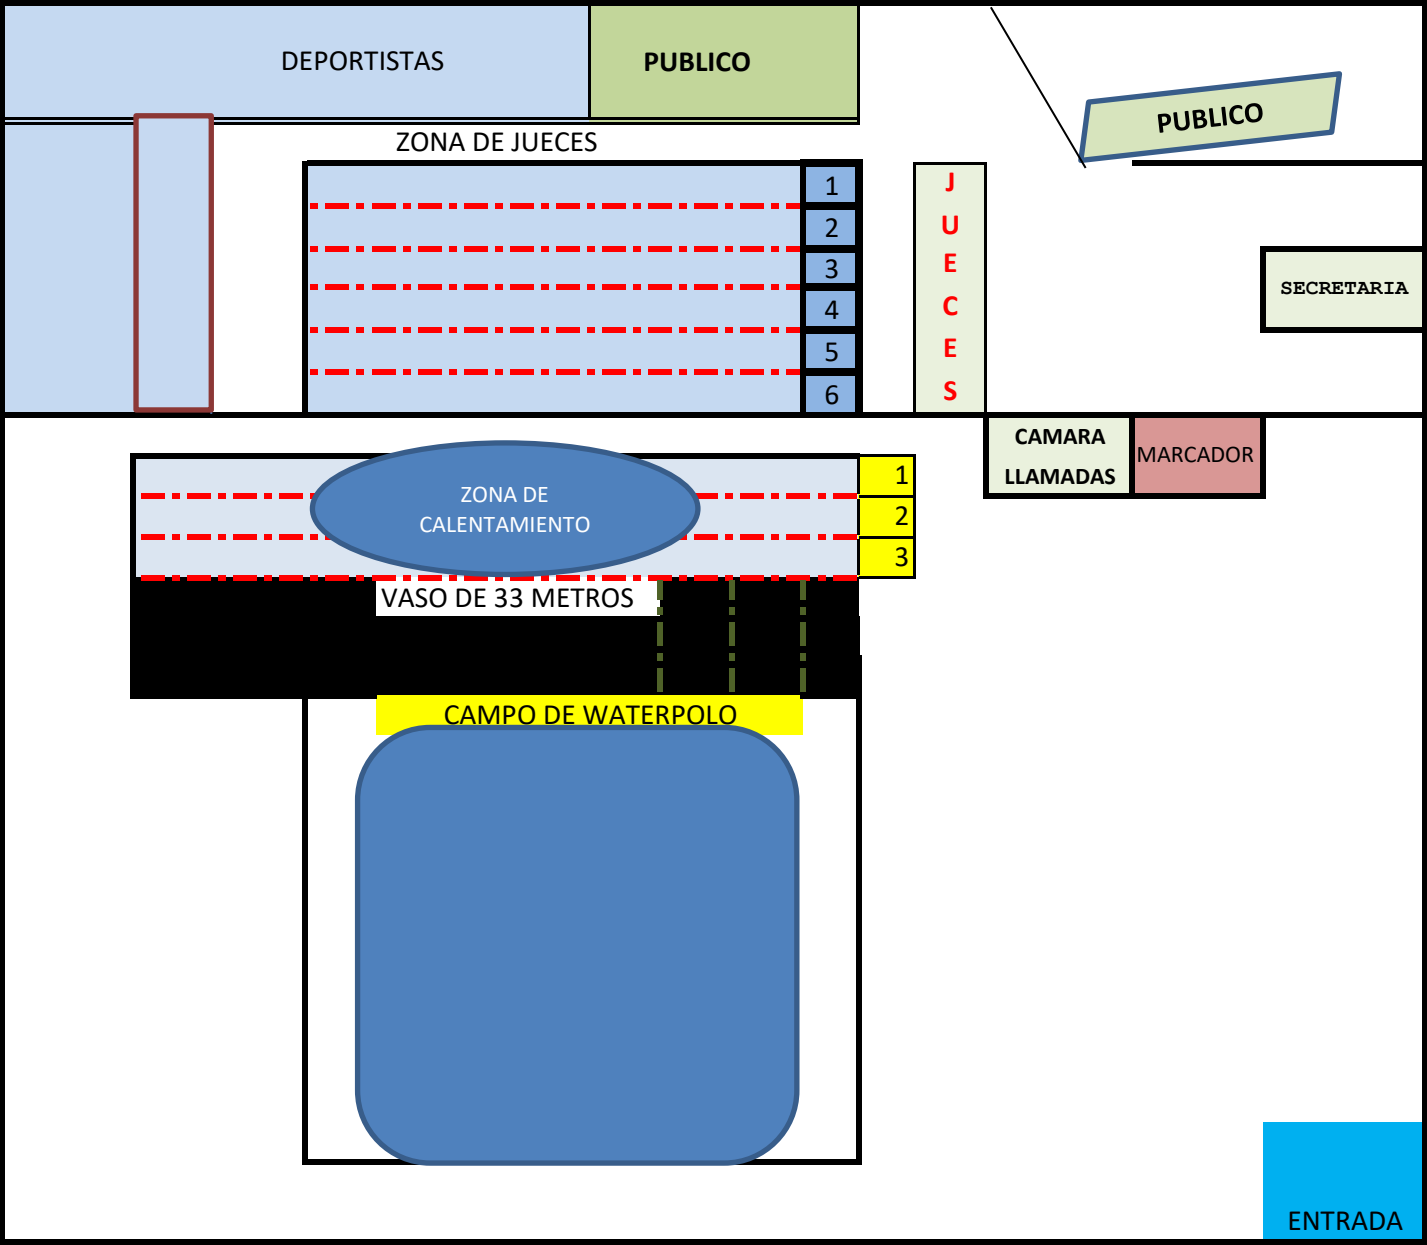 DEPORTISTAS
PUBLICO
PUBLICO
ZONA DE JUECES
1
2
3
4
5
6
J
U
E
C
E
S
SECRETARIA
CAMARA
LLAMADAS
MARCADOR
ZONA DE
CALENTAMIENTO
1
2
3
VASO DE 33 METROS
CAMPO DE WATERPOLO
ENTRADA